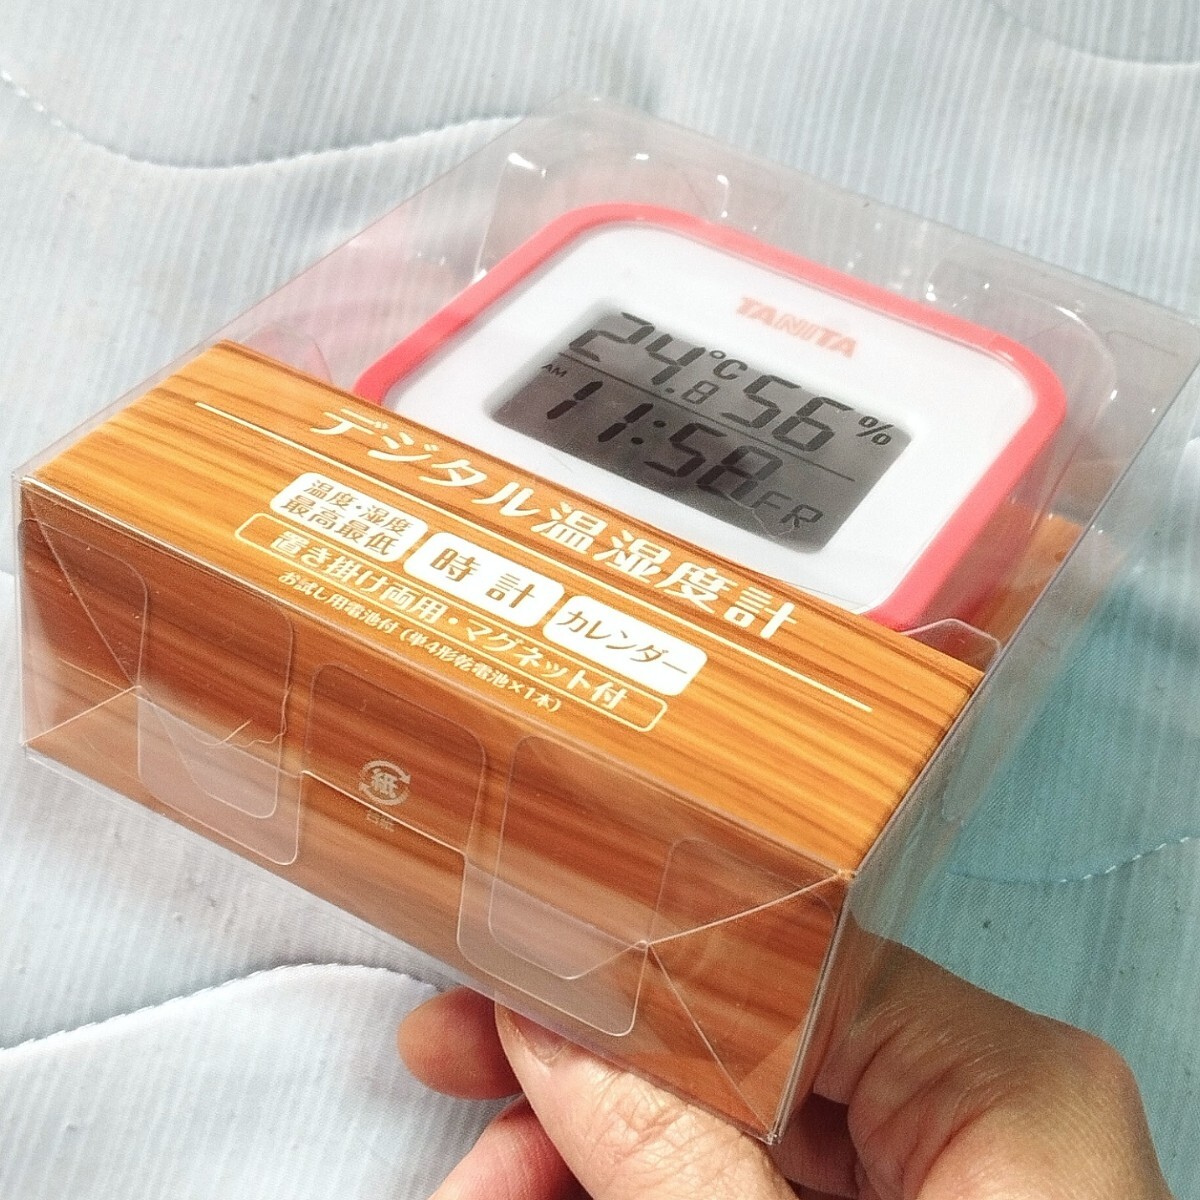 TANITA
24.8℃ 56%
AM 11:58 FR
デジタル温湿度計
温度・湿度
最高最低
時計
カレンダー
置き掛け両用・マグネット付
お試し用電池付(単4形乾電池×1本)
紙
台紙